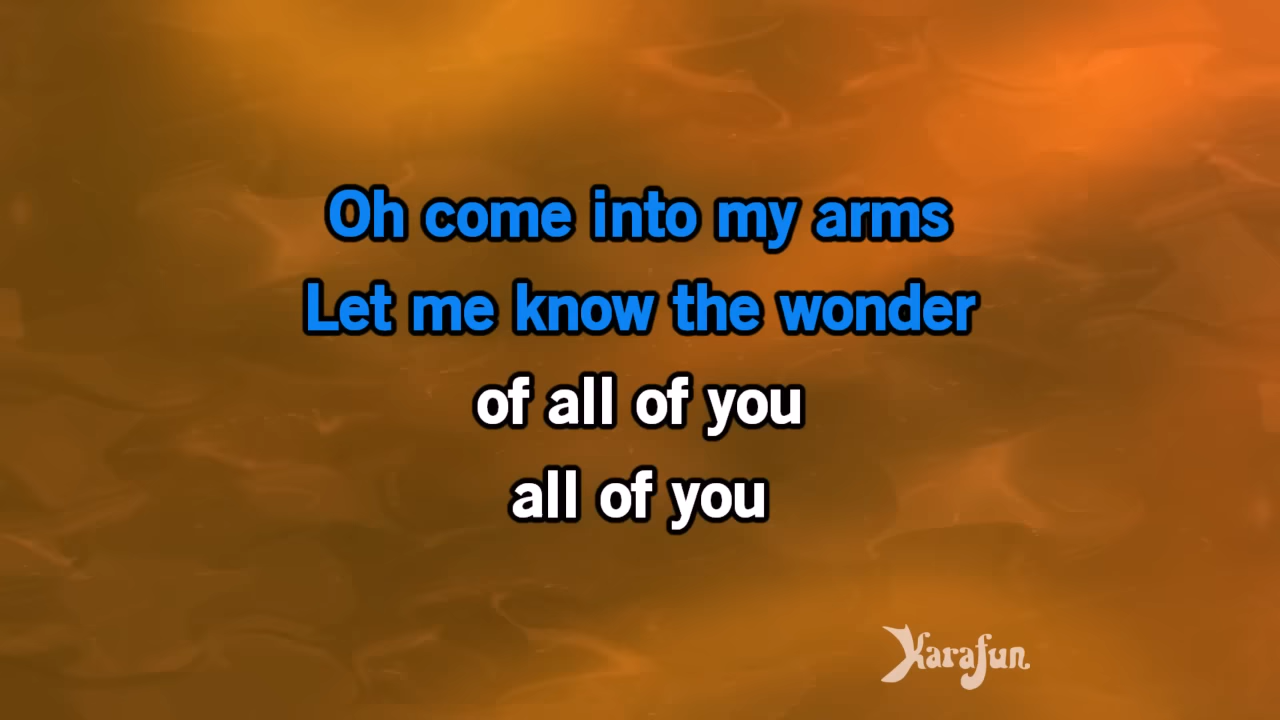 Oh come into my arms
Let me know the wonder
of all of you
all of you
Karafun